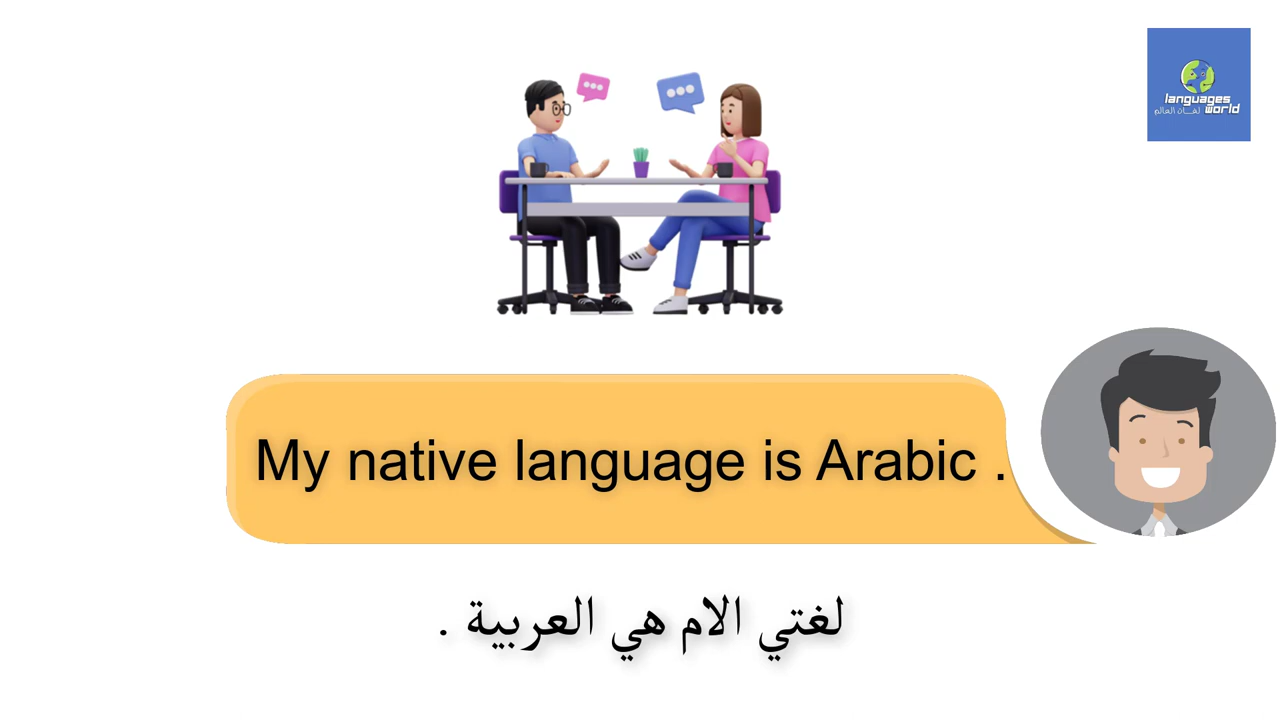 languages
world
لغات العالم
My native language is Arabic .
لغتي الام هي العربية .